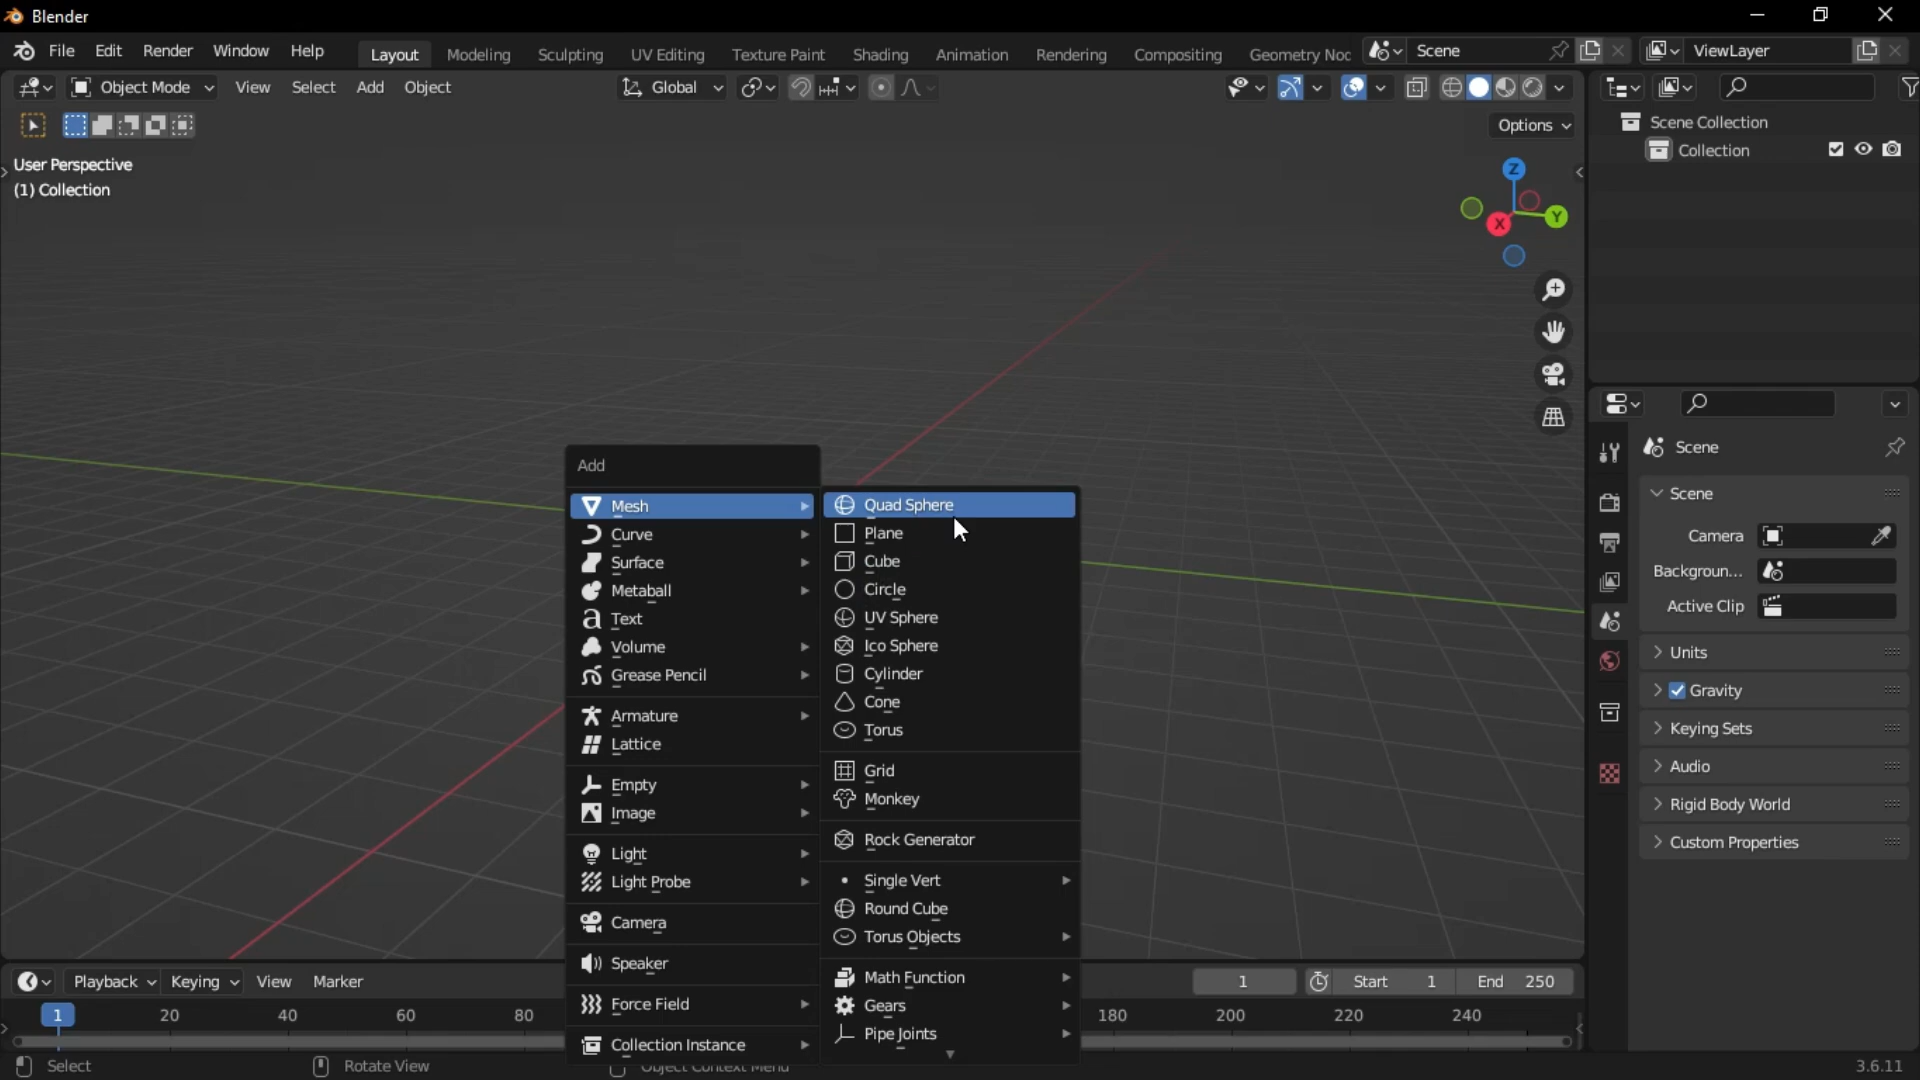 Blender
File Edit Render Window Help Layout Modeling Sculpting UV Editing Texture Paint Shading Animation Rendering Compositing Geometry Noc Scene ViewLayer
Object Mode View Select Add Object Global
Options
User Perspective
(1) Collection
Z
Y
X
Scene Collection
Collection
Scene
Scene
Camera
Backgroun...
Active Clip
Units
Gravity
Keying Sets
Audio
Rigid Body World
Custom Properties
Add
Mesh
Curve
Surface
Metaball
Text
Volume
Grease Pencil
Armature
Lattice
Empty
Image
Light
Light Probe
Camera
Speaker
Force Field
Collection Instance
Quad Sphere
Plane
Cube
Circle
UV Sphere
Ico Sphere
Cylinder
Cone
Torus
Grid
Monkey
Rock Generator
Single Vert
Round Cube
Torus Objects
Math Function
Gears
Pipe Joints
Playback Keying View Marker 1 Start 1 End 250
1 20 40 60 80 180 200 220 240
Select Rotate View Object Context Menu 3.6.11